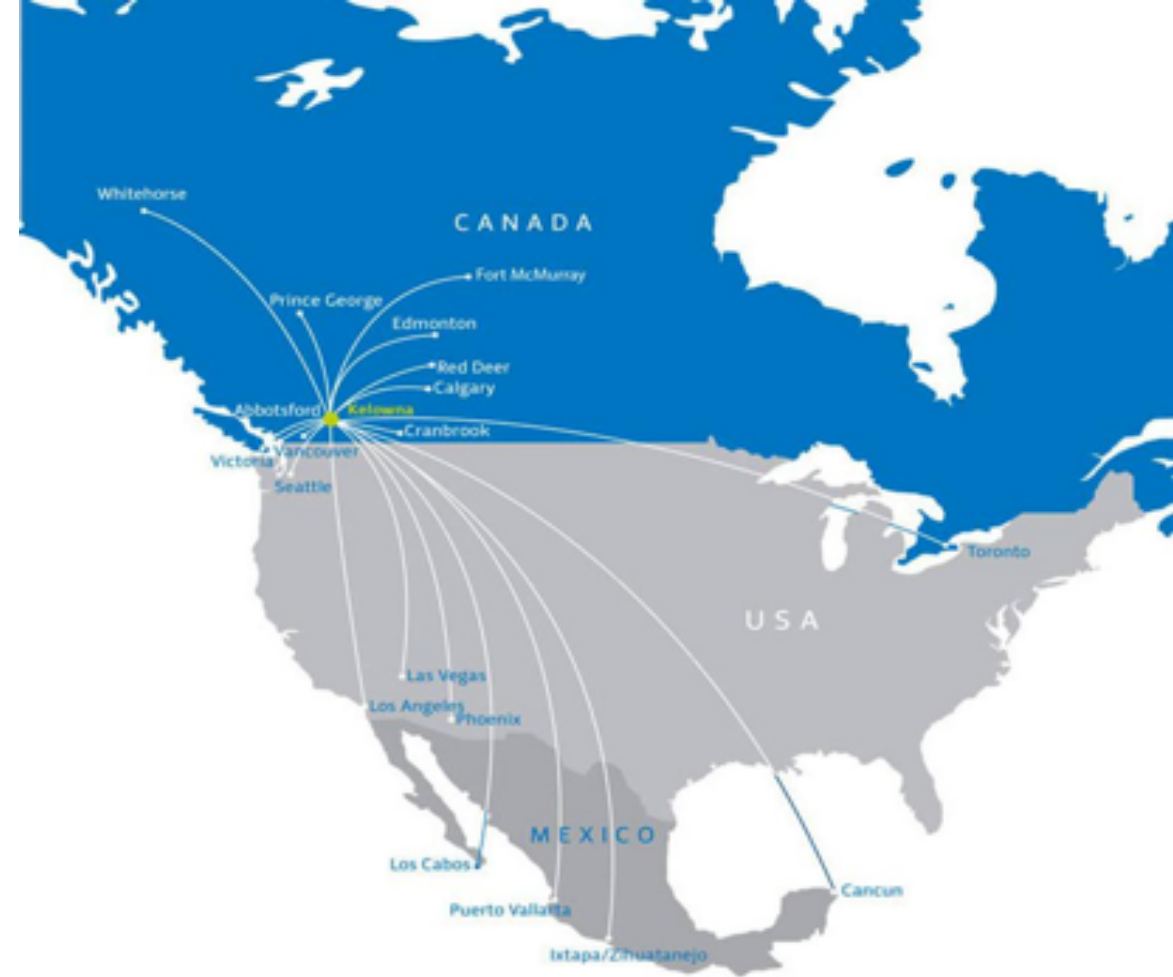 Whitehorse
CANADA
Fort McMurray
Prince George
Edmonton
Red Deer
Calgary
Abbotsford
Kelowna
Cranbrook
Vancouver
Victoria
Seattle
Toronto
USA
Las Vegas
Los Angeles
Phoenix
MEXICO
Los Cabos
Cancun
Puerto Vallarta
Ixtapa/Zihuatanejo